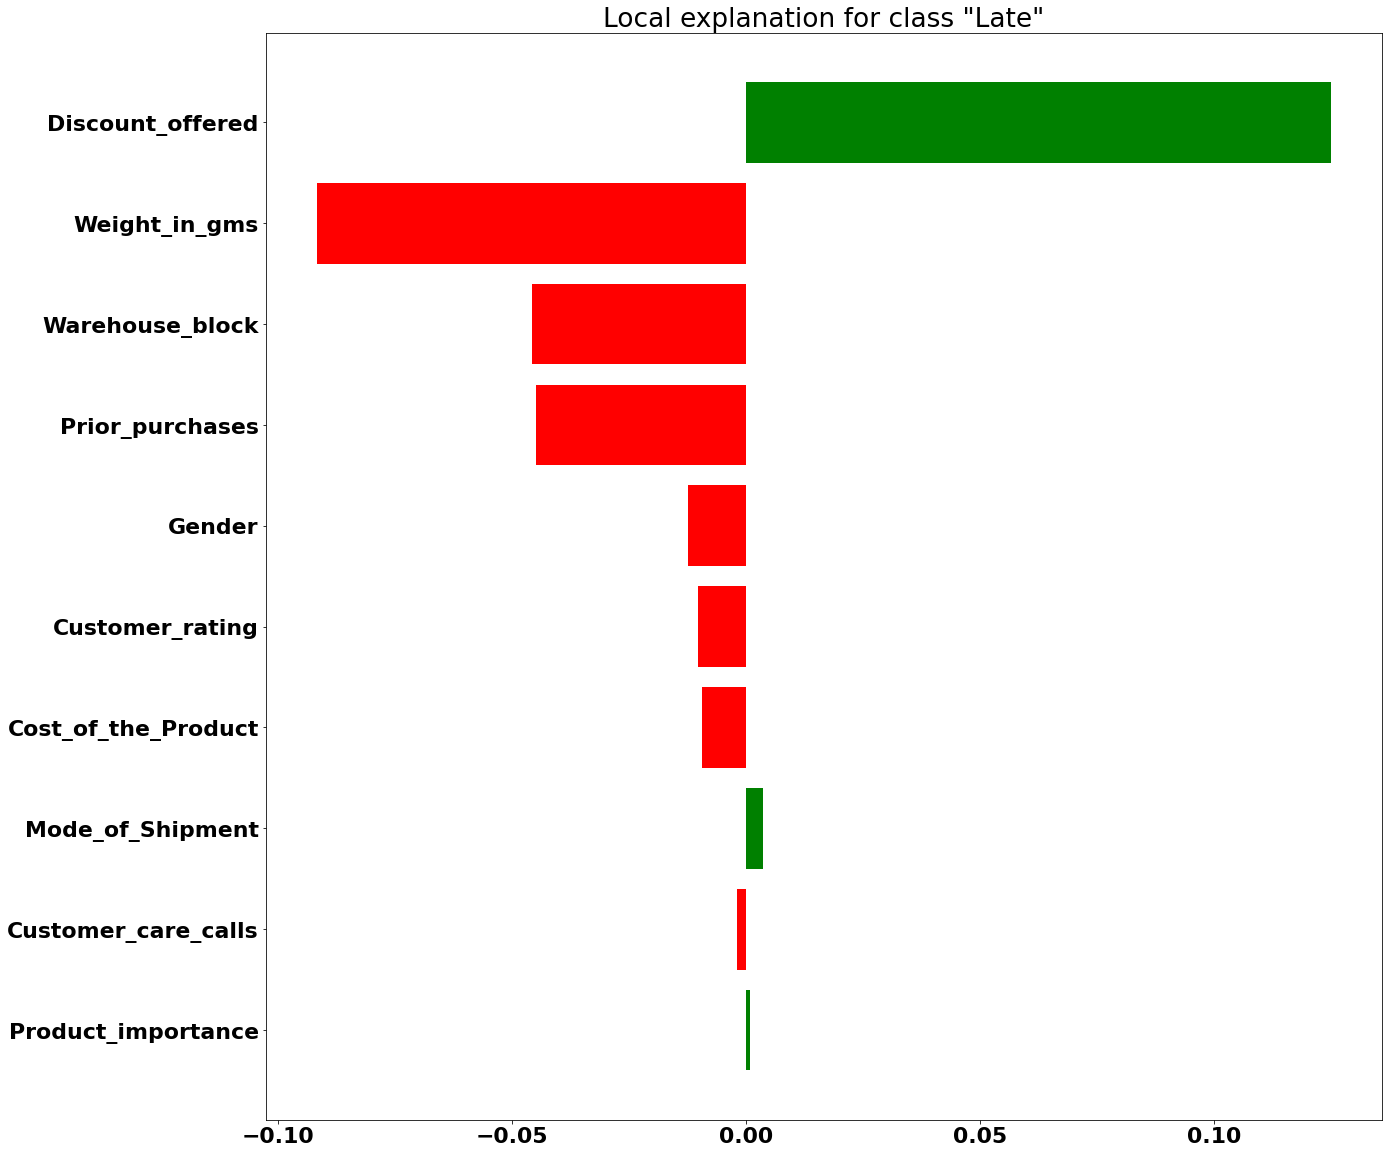 Local explanation for class "Late"
Discount_offered
Weight_in_gms
Warehouse_block
Prior_purchases
Gender
Customer_rating
Cost_of_the_Product
Mode_of_Shipment
Customer_care_calls
Product_importance
−0.10 −0.05 0.00 0.05 0.10